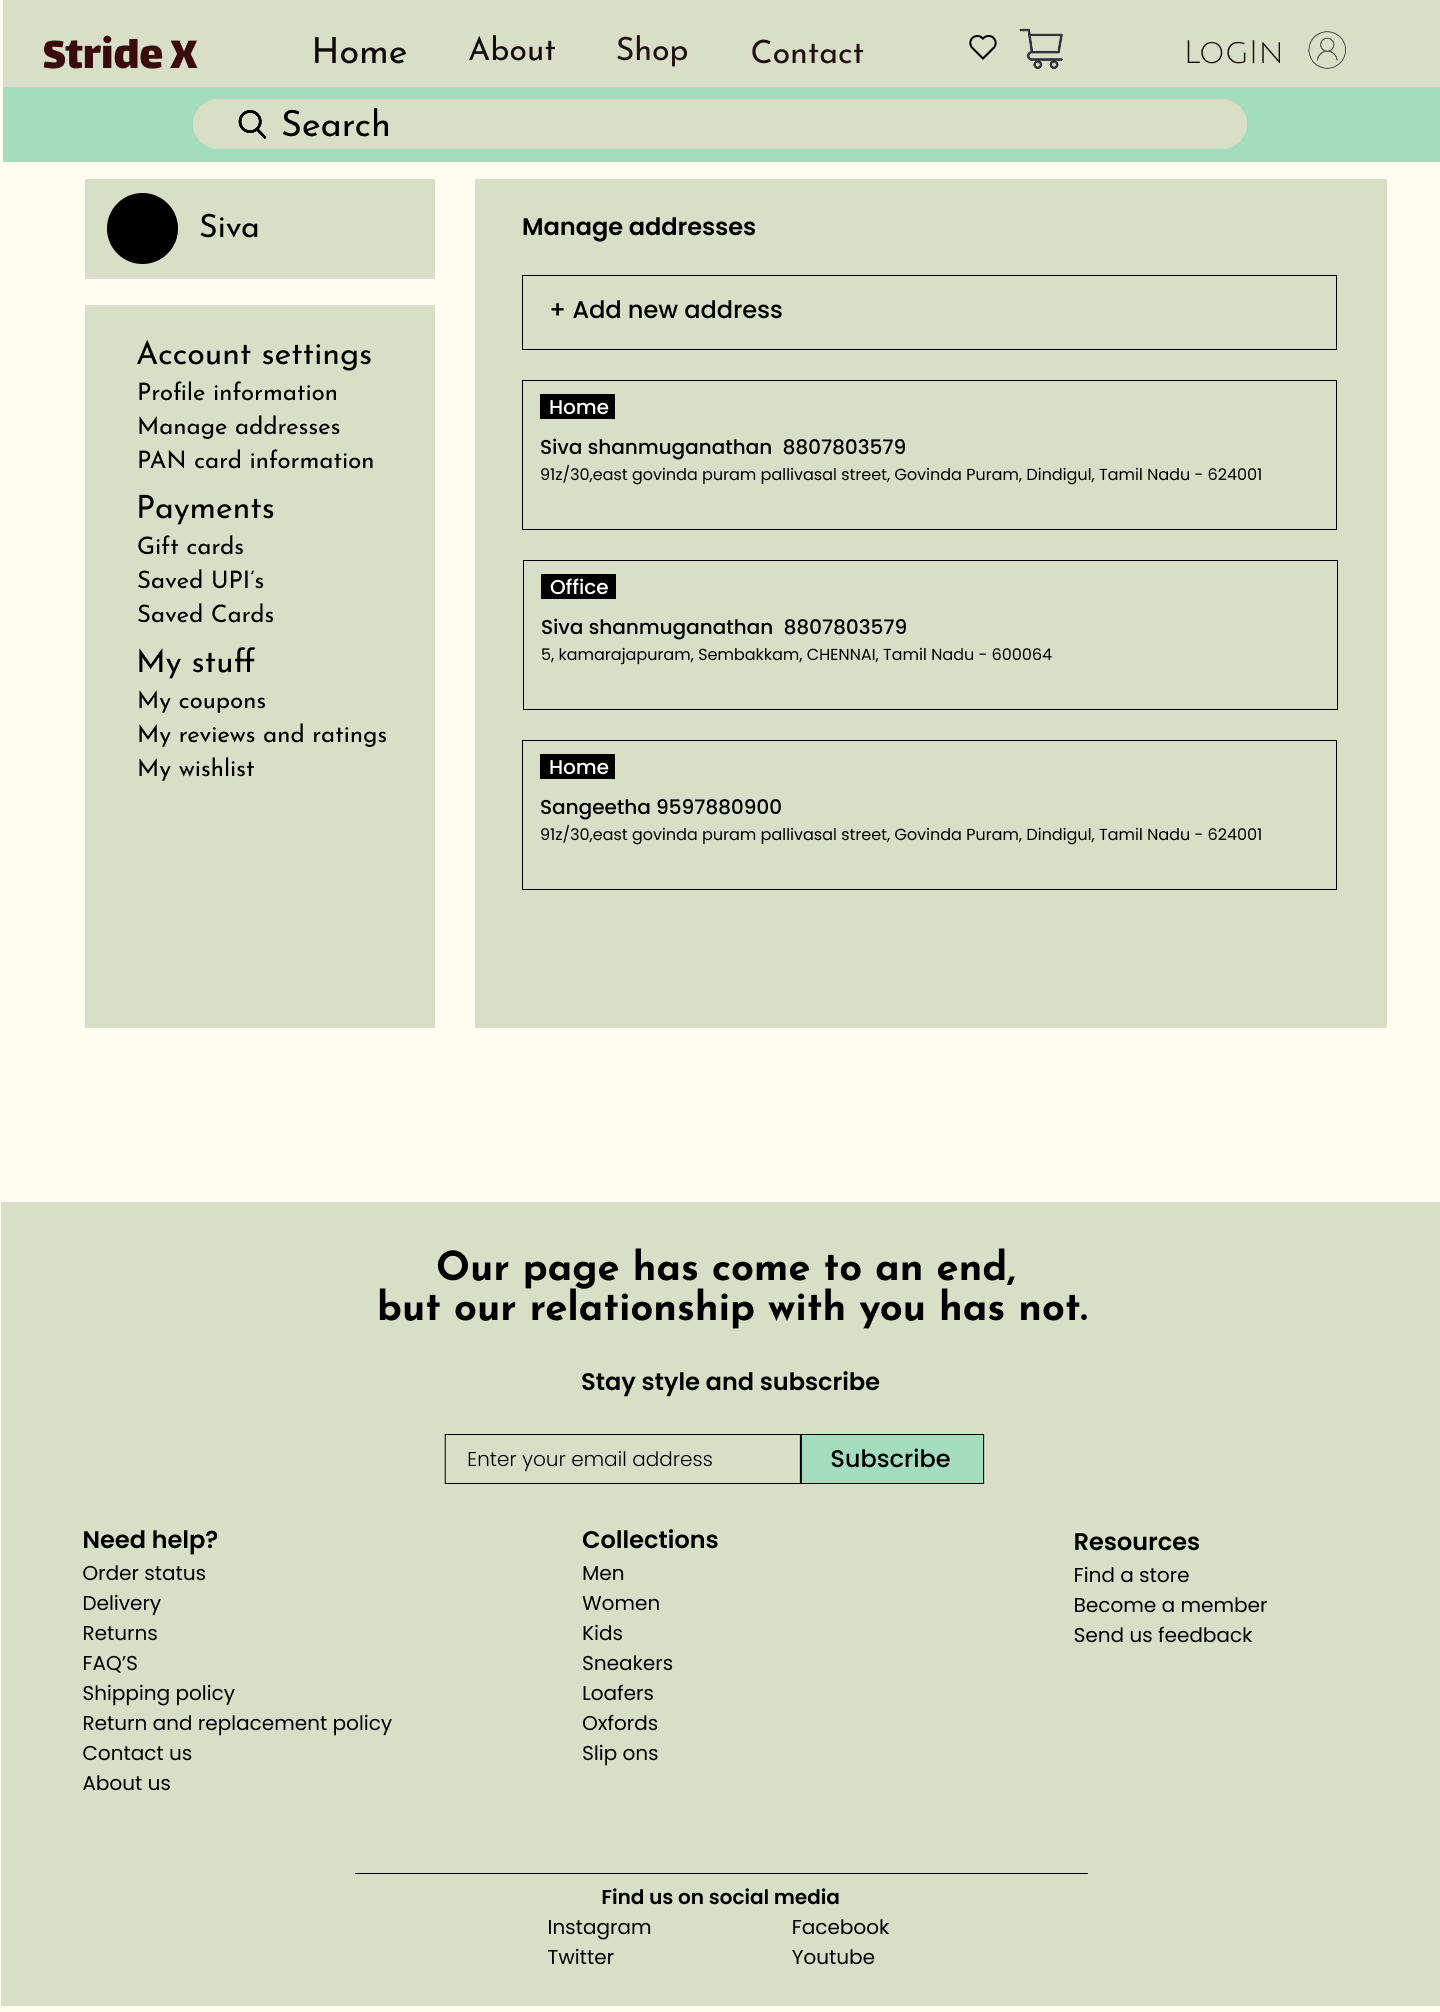 Stride X
Home
About
Shop
Contact
LOGIN
Search
Siva
Account settings
Profile information
Manage addresses
PAN card information
Payments
Gift cards
Saved UPI's
Saved Cards
My stuff
My coupons
My reviews and ratings
My wishlist
Manage addresses
+ Add new address
Home
Siva shanmuganathan 8807803579
91z/30,east govinda puram pallivasal street, Govinda Puram, Dindigul, Tamil Nadu - 624001
Office
Siva shanmuganathan 8807803579
5, kamarajapuram, Sembakkam, CHENNAI, Tamil Nadu - 600064
Home
Sangeetha 9597880900
91z/30,east govinda puram pallivasal street, Govinda Puram, Dindigul, Tamil Nadu - 624001
Our page has come to an end,
but our relationship with you has not.
Stay style and subscribe
Enter your email address
Subscribe
Need help?
Order status
Delivery
Returns
FAQ'S
Shipping policy
Return and replacement policy
Contact us
About us
Collections
Men
Women
Kids
Sneakers
Loafers
Oxfords
Slip ons
Resources
Find a store
Become a member
Send us feedback
Find us on social media
Instagram
Facebook
Twitter
Youtube